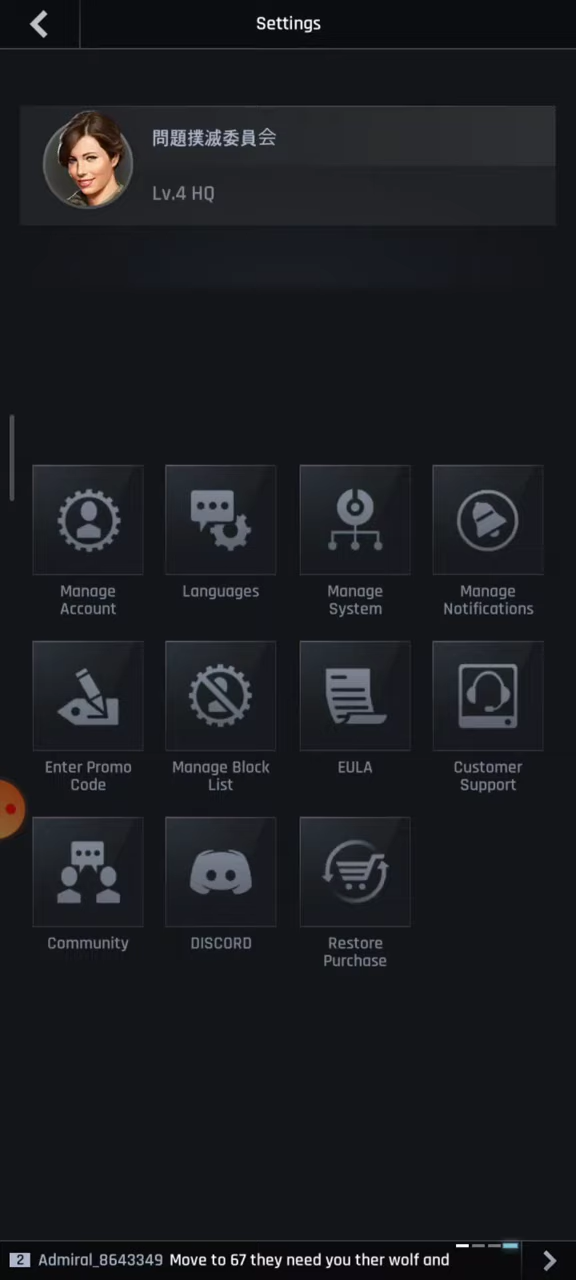 Settings
問題撲滅委員会
Lv.4 HQ
Manage
Account
Languages
Manage
System
Manage
Notifications
Enter Promo
Code
Manage Block
List
EULA
Customer
Support
Community
DISCORD
Restore
Purchase
2 Admiral_8643349 Move to 67 they need you ther wolf and